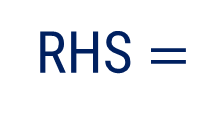 RHS =